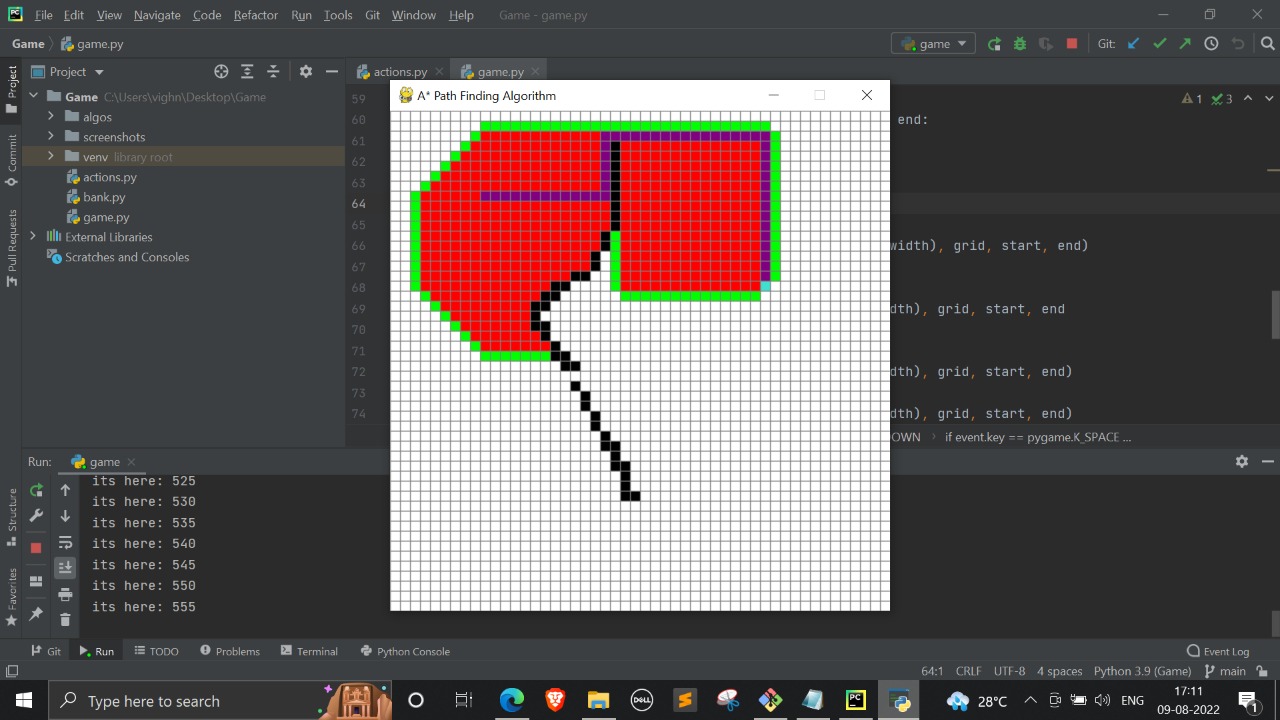 File Edit View Navigate Code Refactor Run Tools Git Window Help Game - game.py
Game game.py game Git:
Project Project actions.py game.py
Game C:\Users\vighn\Desktop\Game
algos
screenshots
venv library root
actions.py
bank.py
game.py
External Libraries
Scratches and Consoles
Commit
Pull Requests
59
60
61
62
63
64
65
66
67
68
69
70
71
72
73
74
1 3
end:
width), grid, start, end)
dth), grid, start, end
dth), grid, start, end)
dth), grid, start, end)
OWN if event.key == pygame.K_SPACE ...
A* Path Finding Algorithm
Run: game
its here: 525
its here: 530
its here: 535
its here: 540
its here: 545
its here: 550
its here: 555
Structure
Favorites
Git Run TODO Problems Terminal Python Console Event Log
64:1 CRLF UTF-8 4 spaces Python 3.9 (Game) main
Type here to search DELL PC 28°C ENG 17:11
09-08-2022 1